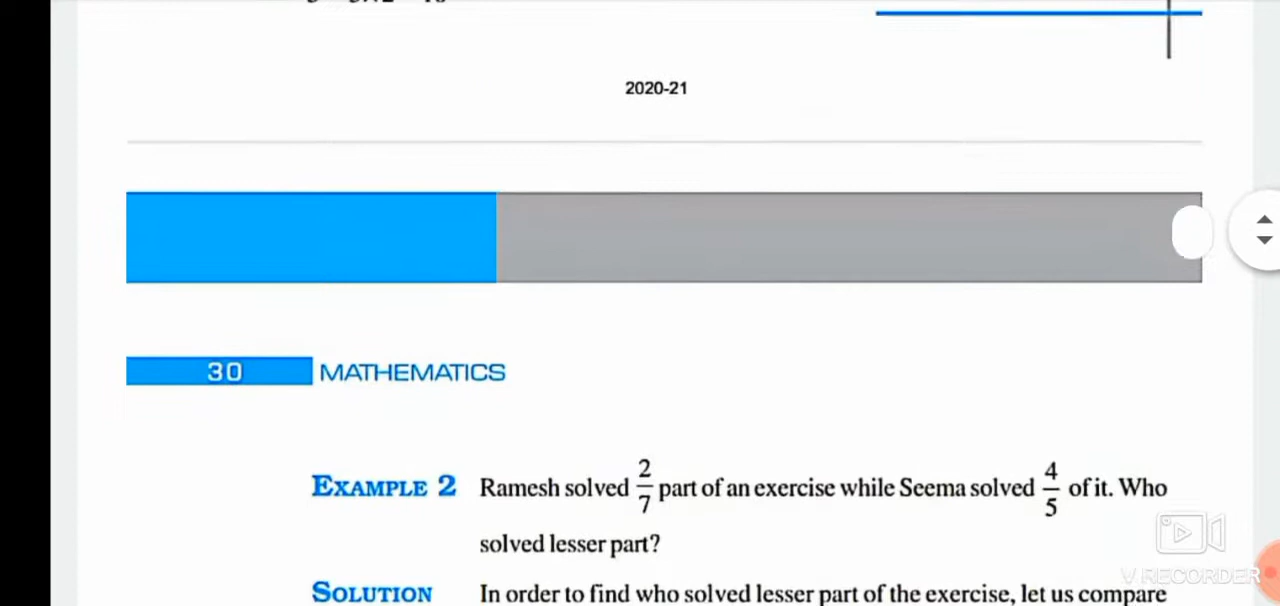 2020-21
30 MATHEMATICS
EXAMPLE 2 Ramesh solved 2/7 part of an exercise while Seema solved 4/5 of it. Who
solved lesser part?
SOLUTION In order to find who solved lesser part of the exercise, let us compare
V RECORDER